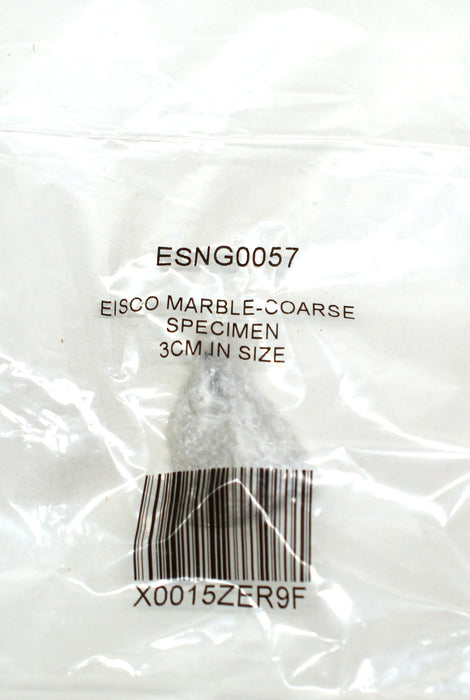 ESNG0057
EISCO MARBLE-COARSE
SPECIMEN
3CM IN SIZE
X0015ZER9F